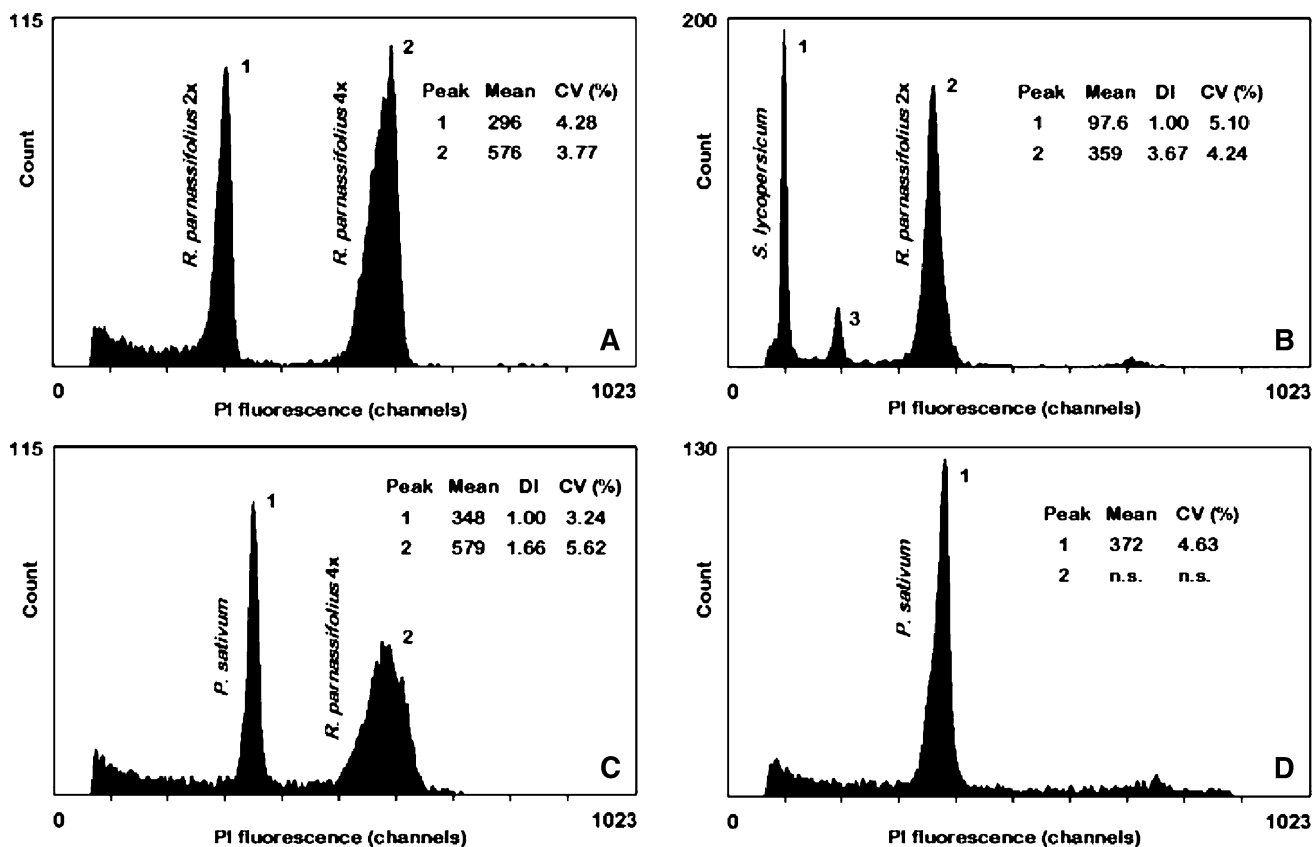 115
Count
R. parnassifolius 2x
1
R. parnassifolius 4x
2
Peak Mean CV (%)
1 296 4.28
2 576 3.77
A
0 1023
PI fluorescence (channels)
200
Count
S. lycopersicum
1
3
R. parnassifolius 2x
2
Peak Mean DI CV (%)
1 97.6 1.00 5.10
2 359 3.67 4.24
B
0 1023
PI fluorescence (channels)
115
Count
P. sativum
1
R. parnassifolius 4x
2
Peak Mean DI CV (%)
1 348 1.00 3.24
2 579 1.66 5.62
C
0 1023
PI fluorescence (channels)
130
Count
P. sativum
1
Peak Mean CV (%)
1 372 4.63
2 n.s. n.s.
D
0 1023
PI fluorescence (channels)